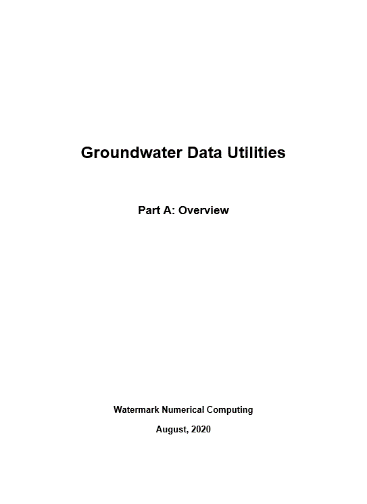 Groundwater Data Utilities
Part A: Overview
Watermark Numerical Computing
August, 2020